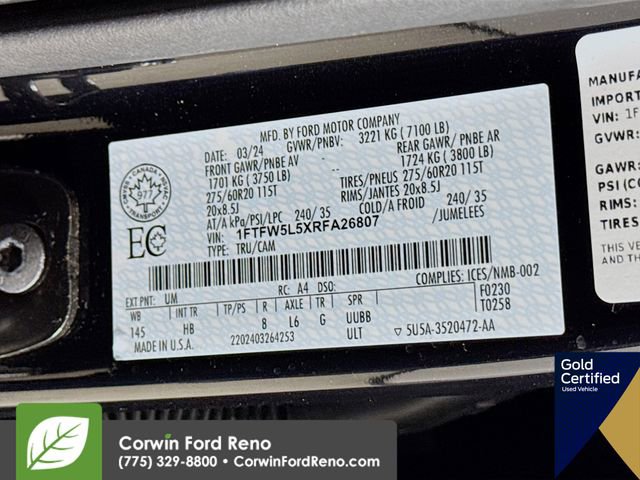 MFD. BY FORD MOTOR COMPANY
DATE: 03/24 GVWR/PNBV: 3221 KG ( 7100 LB)
FRONT GAWR/PNBE AV REAR GAWR/ PNBE AR
1701 KG ( 3750 LB) 1724 KG ( 3800 LB)
275/60R20 115T TIRES/PNEUS 275/60R20 115T
20x8.5J RIMS/JANTES 20x8.5J
AT/A kPa/PSI/LPC 240/ 35 COLD/A FROID 240/ 35
VIN: 1FTFW5L5XRFA26807 /JUMELEES
TYPE: TRU/CAM
CANADA
TRANSPORT
977
EC
EXT PNT: UM RC: A4 DSO: COMPLIES: ICES/NMB-002
WB INT TR TP/PS R AXLE TR SPR F0230
145 HB 8 L6 G UUBB T0258
ULT
MADE IN U.S.A. 2202403264253 ▽ 5U5A-3520472-AA
MANUFA
IMPORT
VIN: 1F
GVWR:
GAWR:
PSI (CO
RIMS:
TIRES
THIS
AND THE
Gold
Certified
Used Vehicle
Corwin Ford Reno
(775) 329-8800 • CorwinFordReno.com